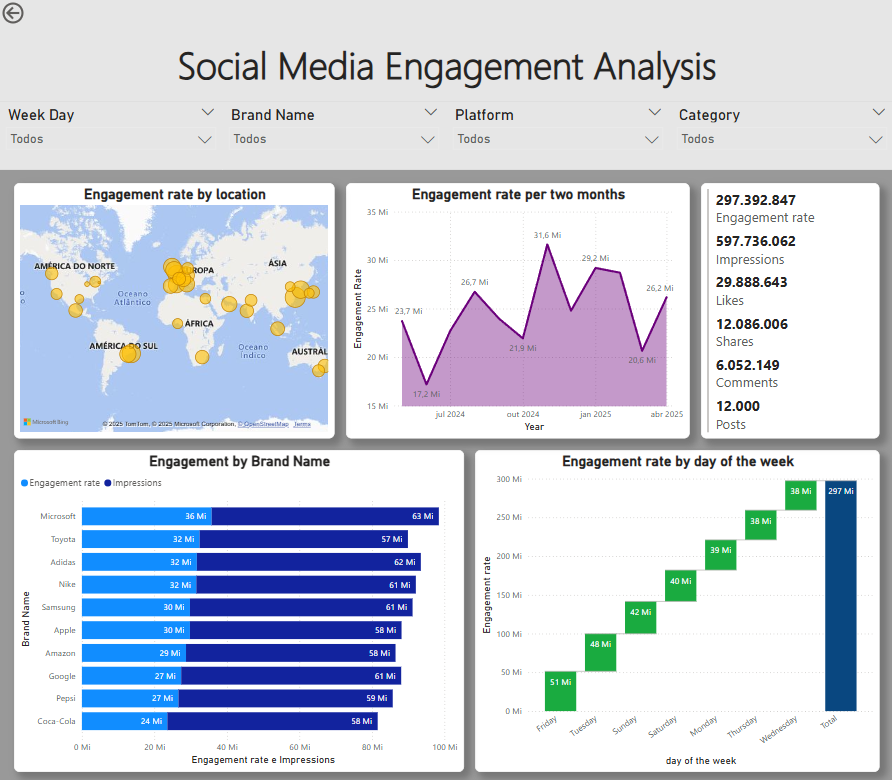 Social Media Engagement Analysis
Week Day
Brand Name
Platform
Category
Todos
Todos
Todos
Todos
Engagement rate by location
AMÉRICA DO NORTE
ROPA
ÁSIA
Oceano
Atlântico
ÁFRICA
AMÉRICA DO SUL
Oceano
Índico
AUSTRAL
Microsoft Bing
© 2025 TomTom, © 2025 Microsoft Corporation, © OpenStreetMap Terms
Engagement rate per two months
Engagement Rate
35 Mi
30 Mi
25 Mi
20 Mi
15 Mi
23,7 Mi
17,2 Mi
26,7 Mi
21,9 Mi
31,6 Mi
29,2 Mi
20,6 Mi
26,2 Mi
jul 2024
out 2024
jan 2025
abr 2025
Year
297.392.847
Engagement rate
597.736.062
Impressions
29.888.643
Likes
12.086.006
Shares
6.052.149
Comments
12.000
Posts
Engagement by Brand Name
Engagement rate Impressions
Brand Name
Microsoft 36 Mi 63 Mi
Toyota 32 Mi 57 Mi
Adidas 32 Mi 62 Mi
Nike 32 Mi 61 Mi
Samsung 30 Mi 61 Mi
Apple 30 Mi 58 Mi
Amazon 29 Mi 58 Mi
Google 27 Mi 61 Mi
Pepsi 27 Mi 59 Mi
Coca-Cola 24 Mi 58 Mi
0 Mi 20 Mi 40 Mi 60 Mi 80 Mi 100 Mi
Engagement rate e Impressions
Engagement rate by day of the week
Engagement rate
300 Mi
250 Mi
200 Mi
150 Mi
100 Mi
50 Mi
0 Mi
51 Mi
48 Mi
42 Mi
40 Mi
39 Mi
38 Mi
38 Mi
297 Mi
Friday
Tuesday
Sunday
Saturday
Monday
Thursday
Wednesday
Total
day of the week